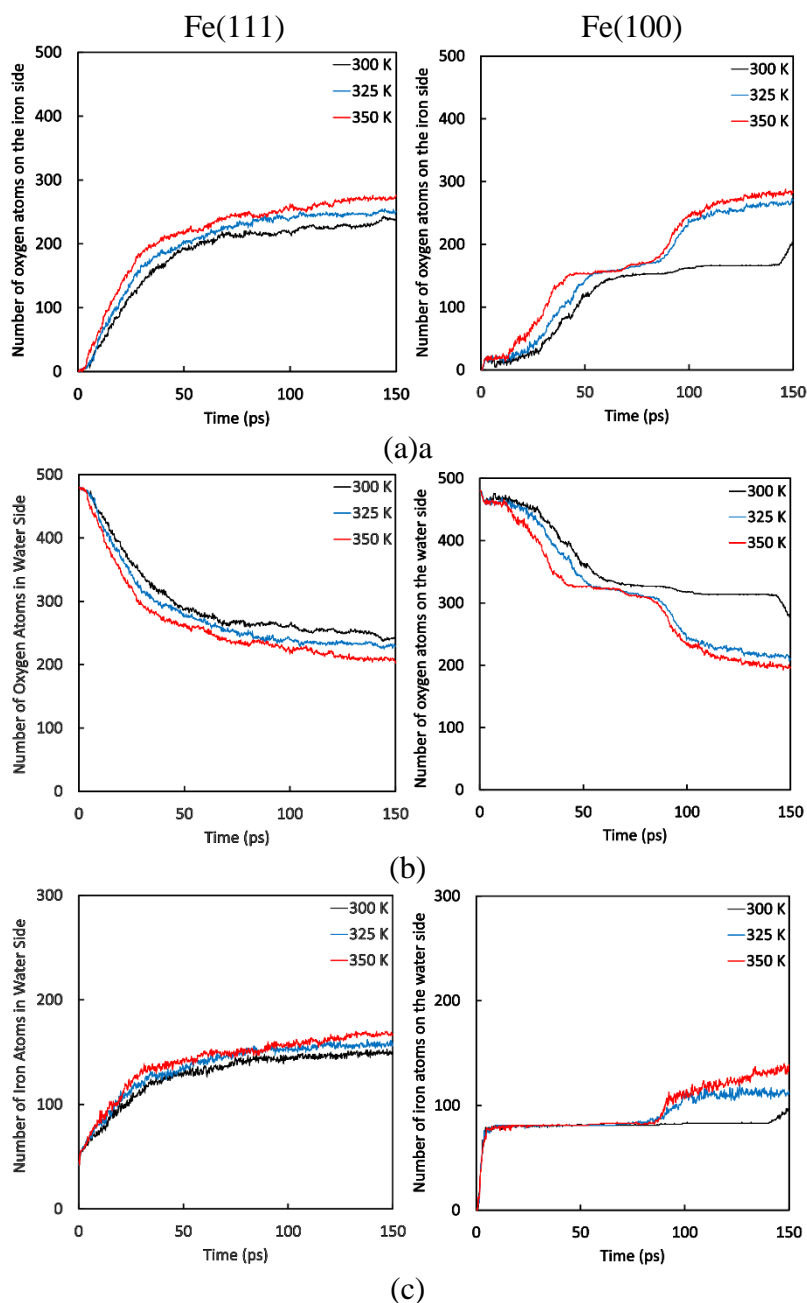 Fe(111)
Fe(100)
Number of oxygen atoms on the iron side
500
400
300
200
100
0
0
50
100
150
Time (ps)
300 K
325 K
350 K
Number of oxygen atoms on the iron side
500
400
300
200
100
0
0
50
100
150
Time (ps)
300 K
325 K
350 K
(a)a
Number of Oxygen Atoms in Water Side
500
400
300
200
100
0
0
50
100
150
Time (ps)
300 K
325 K
350 K
Number of oxygen atoms on the water side
500
400
300
200
100
0
0
50
100
150
Time (ps)
300 K
325 K
350 K
(b)
Number of Iron Atoms in Water Side
300
200
100
0
0
50
100
150
Time (ps)
300 K
325 K
350 K
Number of iron atoms on the water side
300
200
100
0
0
50
100
150
Time (ps)
300 K
325 K
350 K
(c)